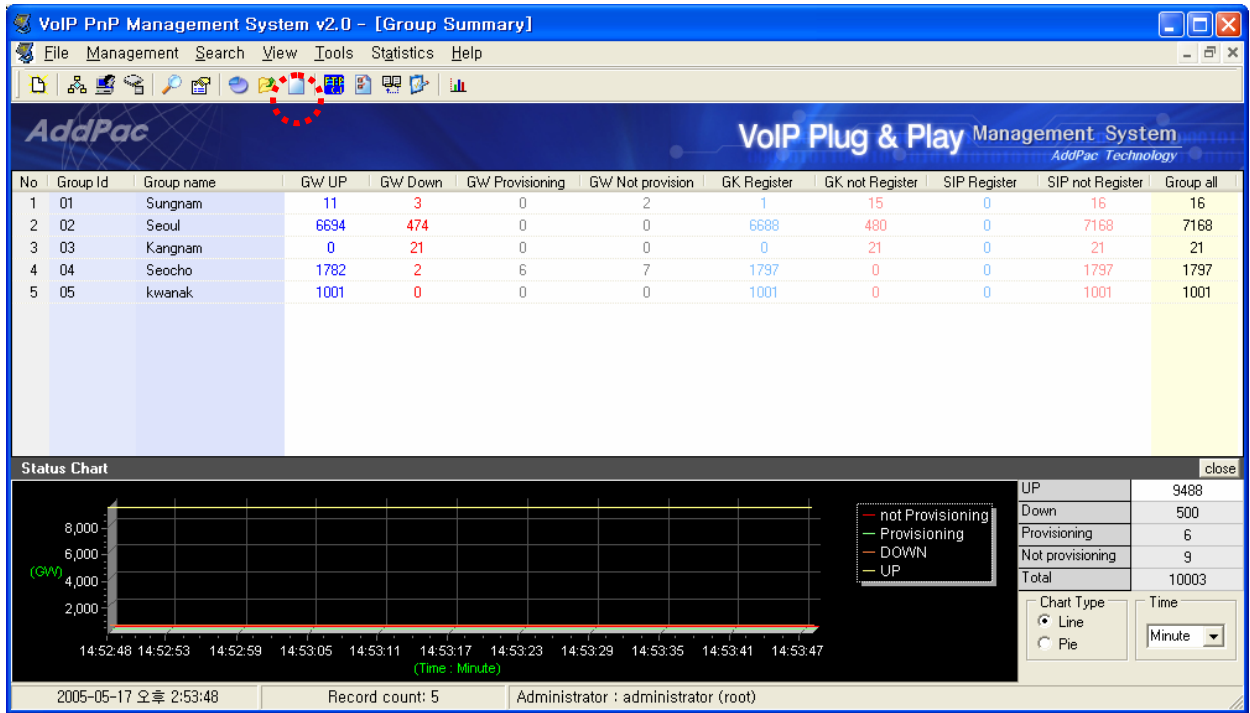 VoIP PnP Management System v2.0 - [Group Summary]
File Management Search View Tools Statistics Help
AddPac
VoIP Plug & Play Management System
AddPac Technology
No Group Id Group name GW UP GW Down GW Provisioning GW Not provision GK Register GK not Register SIP Register SIP not Register Group all
1 01 Sungnam 11 3 0 2 1 15 0 16 16
2 02 Seoul 6694 474 0 0 6688 480 0 7168 7168
3 03 Kangnam 0 21 0 0 0 21 0 21 21
4 04 Seocho 1782 2 6 7 1797 0 0 1797 1797
5 05 kwanak 1001 0 0 0 1001 0 0 1001 1001
Status Chart close
8,000
6,000
(GW)
4,000
2,000
14:52:48 14:52:53 14:52:59 14:53:05 14:53:11 14:53:17 14:53:23 14:53:29 14:53:35 14:53:41 14:53:47
(Time : Minute)
not Provisioning
Provisioning
DOWN
UP
UP 9488
Down 500
Provisioning 6
Not provisioning 9
Total 10003
Chart Type
Line
Pie
Time
Minute
2005-05-17 오후 2:53:48 Record count: 5 Administrator : administrator (root)